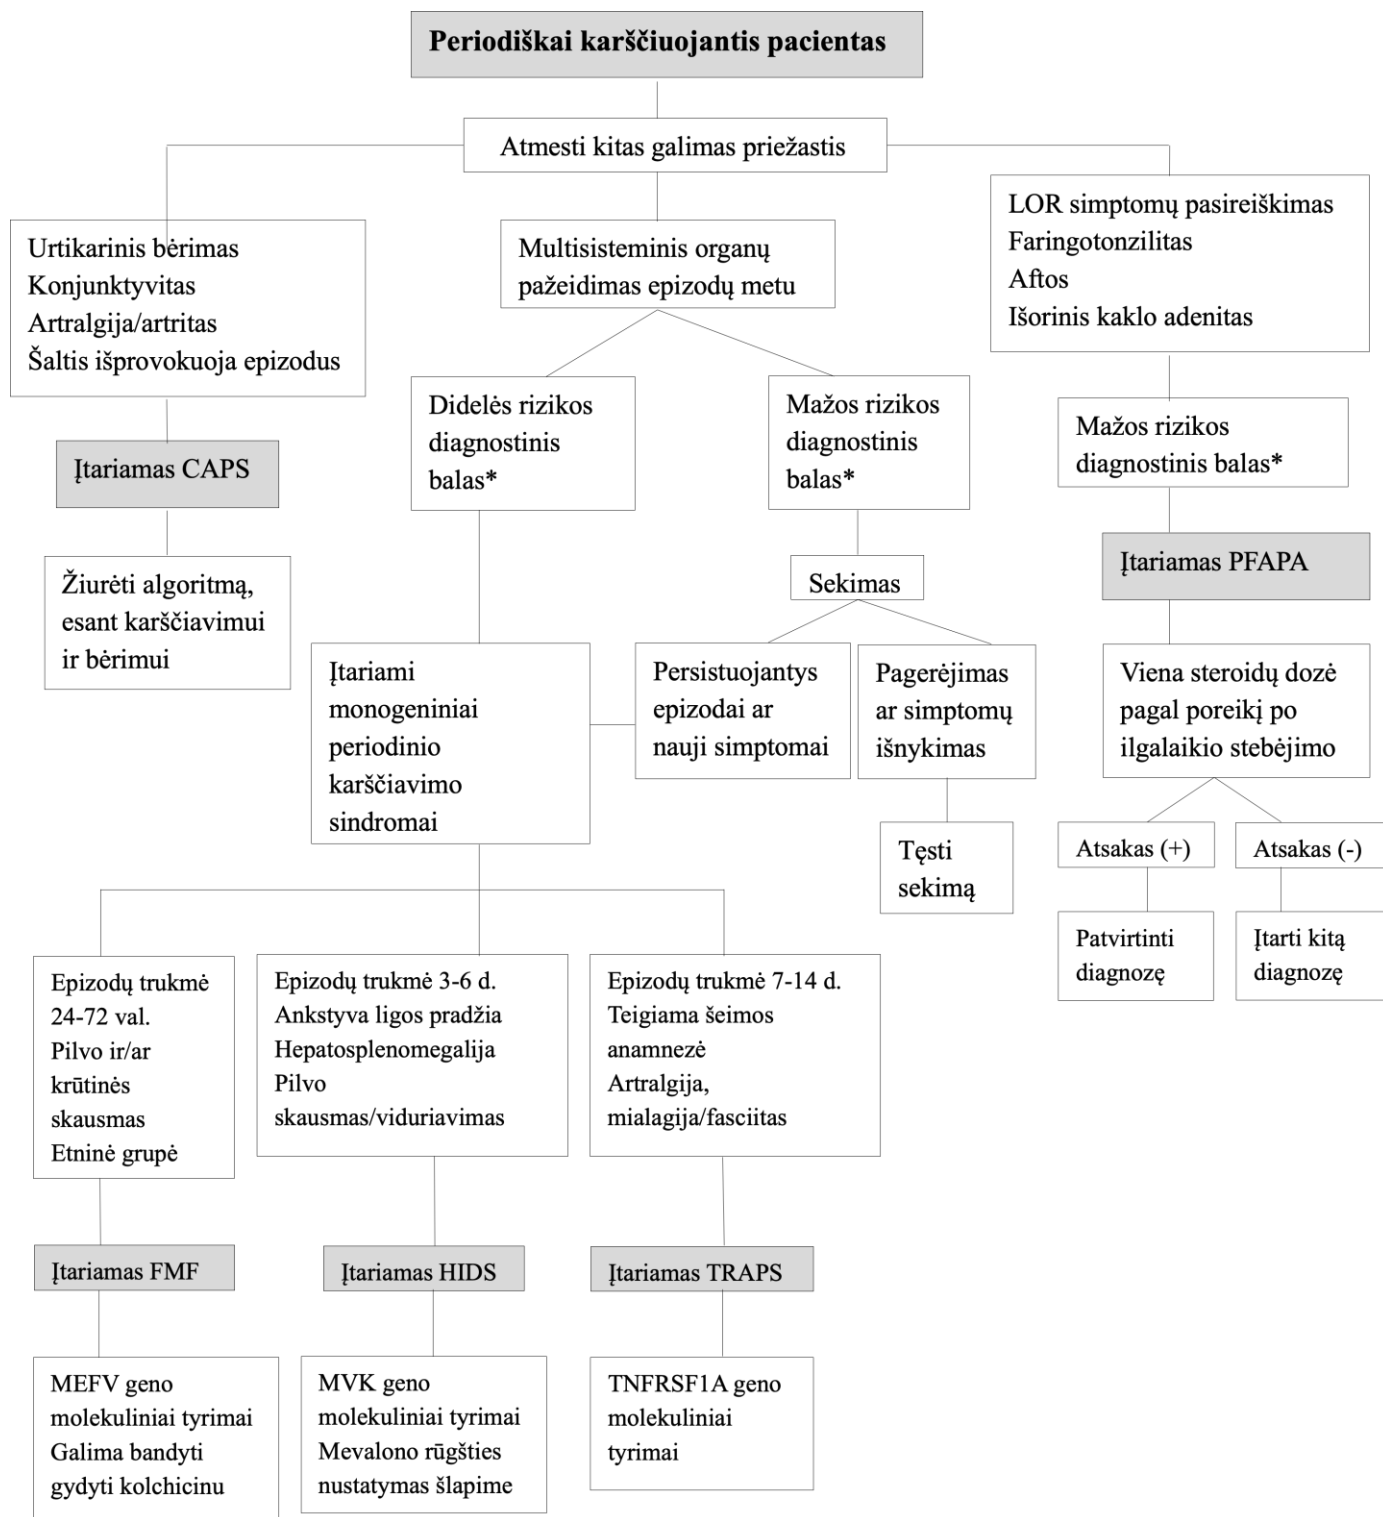 Periodiškai karščiuojantis pacientas
Atmesti kitas galimas priežastis
Urtikarinis bėrimas
Konjunktyvitas
Artralgija/artritas
Šaltis išprovokuoja epizodus
Įtariamas CAPS
Žiurėti algoritmą,
esant karščiavimui
ir bėrimui
Multisisteminis organų
pažeidimas epizodų metu
Didelės rizikos
diagnostinis
balas*
Mažos rizikos
diagnostinis
balas*
Sekimas
Įtariami
monogeniniai
periodinio
karščiavimo
sindromai
Persistuojantys
epizodai ar
nauji simptomai
Pagerėjimas
ar simptomų
išnykimas
Tęsti
sekimą
LOR simptomų pasireiškimas
Faringotonzilitas
Aftos
Išorinis kaklo adenitas
Mažos rizikos
diagnostinis balas*
Įtariamas PFAPA
Viena steroidų dozė
pagal poreikį po
ilgalaikio stebėjimo
Atsakas (+)
Atsakas (-)
Patvirtinti
diagnozę
Įtarti kitą
diagnozę
Epizodų trukmė
24-72 val.
Pilvo ir/ar
krūtinės
skausmas
Etninė grupė
Epizodų trukmė 3-6 d.
Ankstyva ligos pradžia
Hepatosplenomegalija
Pilvo
skausmas/viduriavimas
Epizodų trukmė 7-14 d.
Teigiama šeimos
anamnezė
Artralgija,
mialagija/fasciitas
Įtariamas FMF
Įtariamas HIDS
Įtariamas TRAPS
MEFV geno
molekuliniai tyrimai
Galima bandyti
gydyti kolchicinu
MVK geno
molekuliniai tyrimai
Mevalono rūgšties
nustatymas šlapime
TNFRSF1A geno
molekuliniai
tyrimai